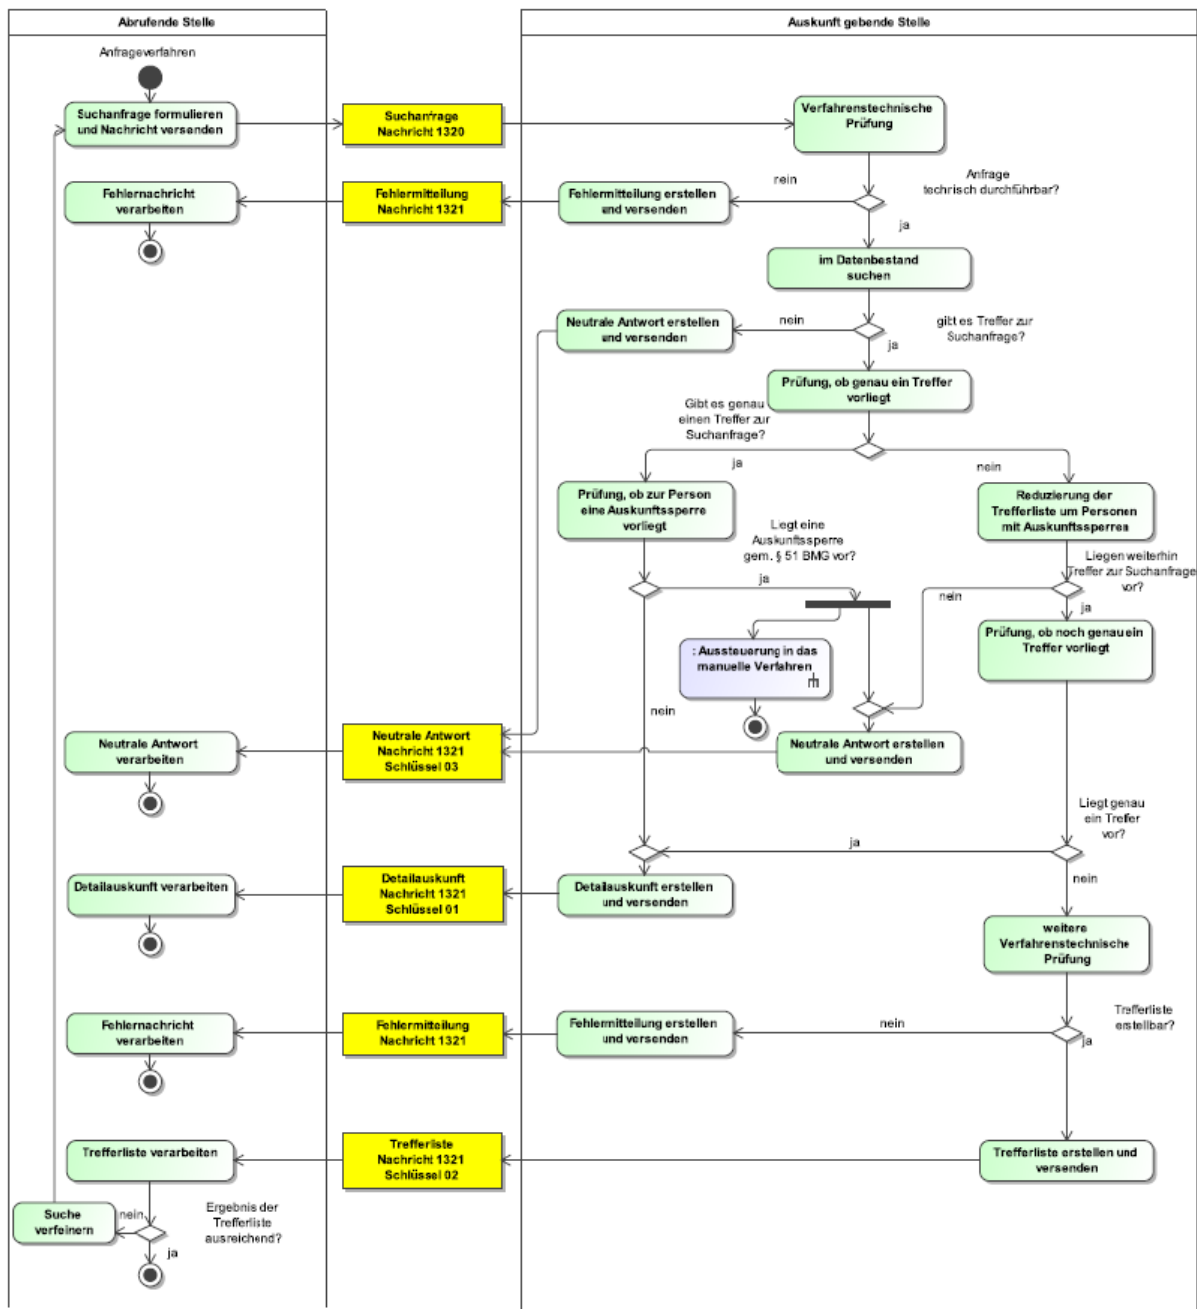 Abrufende Stelle
Auskunft gebende Stelle
Anfrageverfahren
Suchanfrage formulieren
und Nachricht versenden
Suchanfrage
Nachricht 1320
Verfahrenstechnische
Prüfung
Anfrage
technisch durchführbar?
nein
ja
Fehlernachricht
verarbeiten
Fehlermitteilung
Nachricht 1321
Fehlermitteilung erstellen
und versenden
im Datenbestand
suchen
gibt es Treffer zur
Suchanfrage?
nein
ja
Neutrale Antwort erstellen
und versenden
Prüfung, ob genau ein Treffer
vorliegt
Gibt es genau
einen Treffer zur
Suchanfrage?
ja
nein
Prüfung, ob zur Person
eine Auskunftssperre
vorliegt
Reduzierung der
Trefferliste um Personen
mit Auskunftssperren
Liegt eine
Auskunftssperre
gem. § 51 BMG vor?
ja
nein
Liegen weiterhin
Treffer zur Suchanfrage
vor?
nein
ja
: Aussteuerung in das
manuelle Verfahren
Prüfung, ob noch genau ein
Treffer vorliegt
Neutrale Antwort
verarbeiten
Neutrale Antwort
Nachricht 1321
Schlüssel 03
Neutrale Antwort erstellen
und versenden
Liegt genau
ein Treffer
vor?
ja
nein
Detailauskunft verarbeiten
Detailauskunft
Nachricht 1321
Schlüssel 01
Detailauskunft erstellen
und versenden
weitere
Verfahrenstechnische
Prüfung
Trefferliste
erstellbar?
nein
ja
Fehlernachricht
verarbeiten
Fehlermitteilung
Nachricht 1321
Fehlermitteilung erstellen
und versenden
Trefferliste verarbeiten
Trefferliste
Nachricht 1321
Schlüssel 02
Trefferliste erstellen und
versenden
Suche
verfeinern
nein
Ergebnis der
Trefferliste
ausreichend?
ja